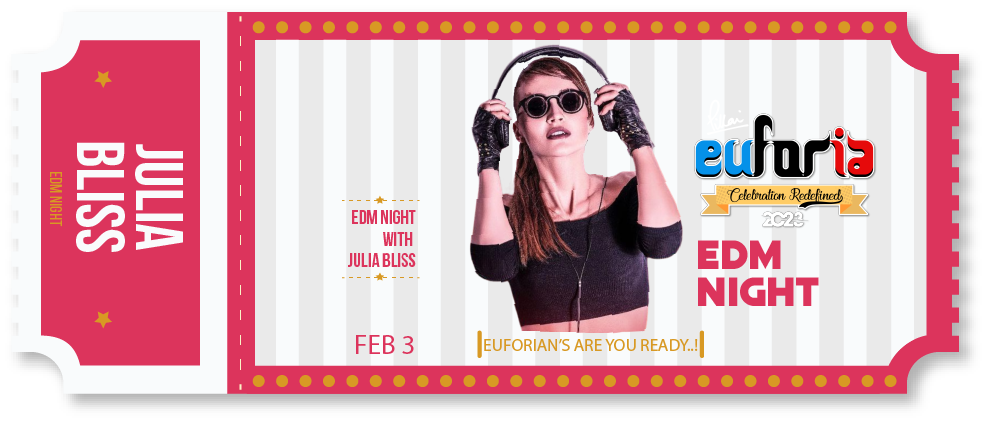 JULIA
BLISS
EDM NIGHT
EDM NIGHT
WITH
JULIA BLISS
FEB 3
EUFORIAN'S ARE YOU READY..!
euforia
Celebration Redefined
2023
EDM
NIGHT